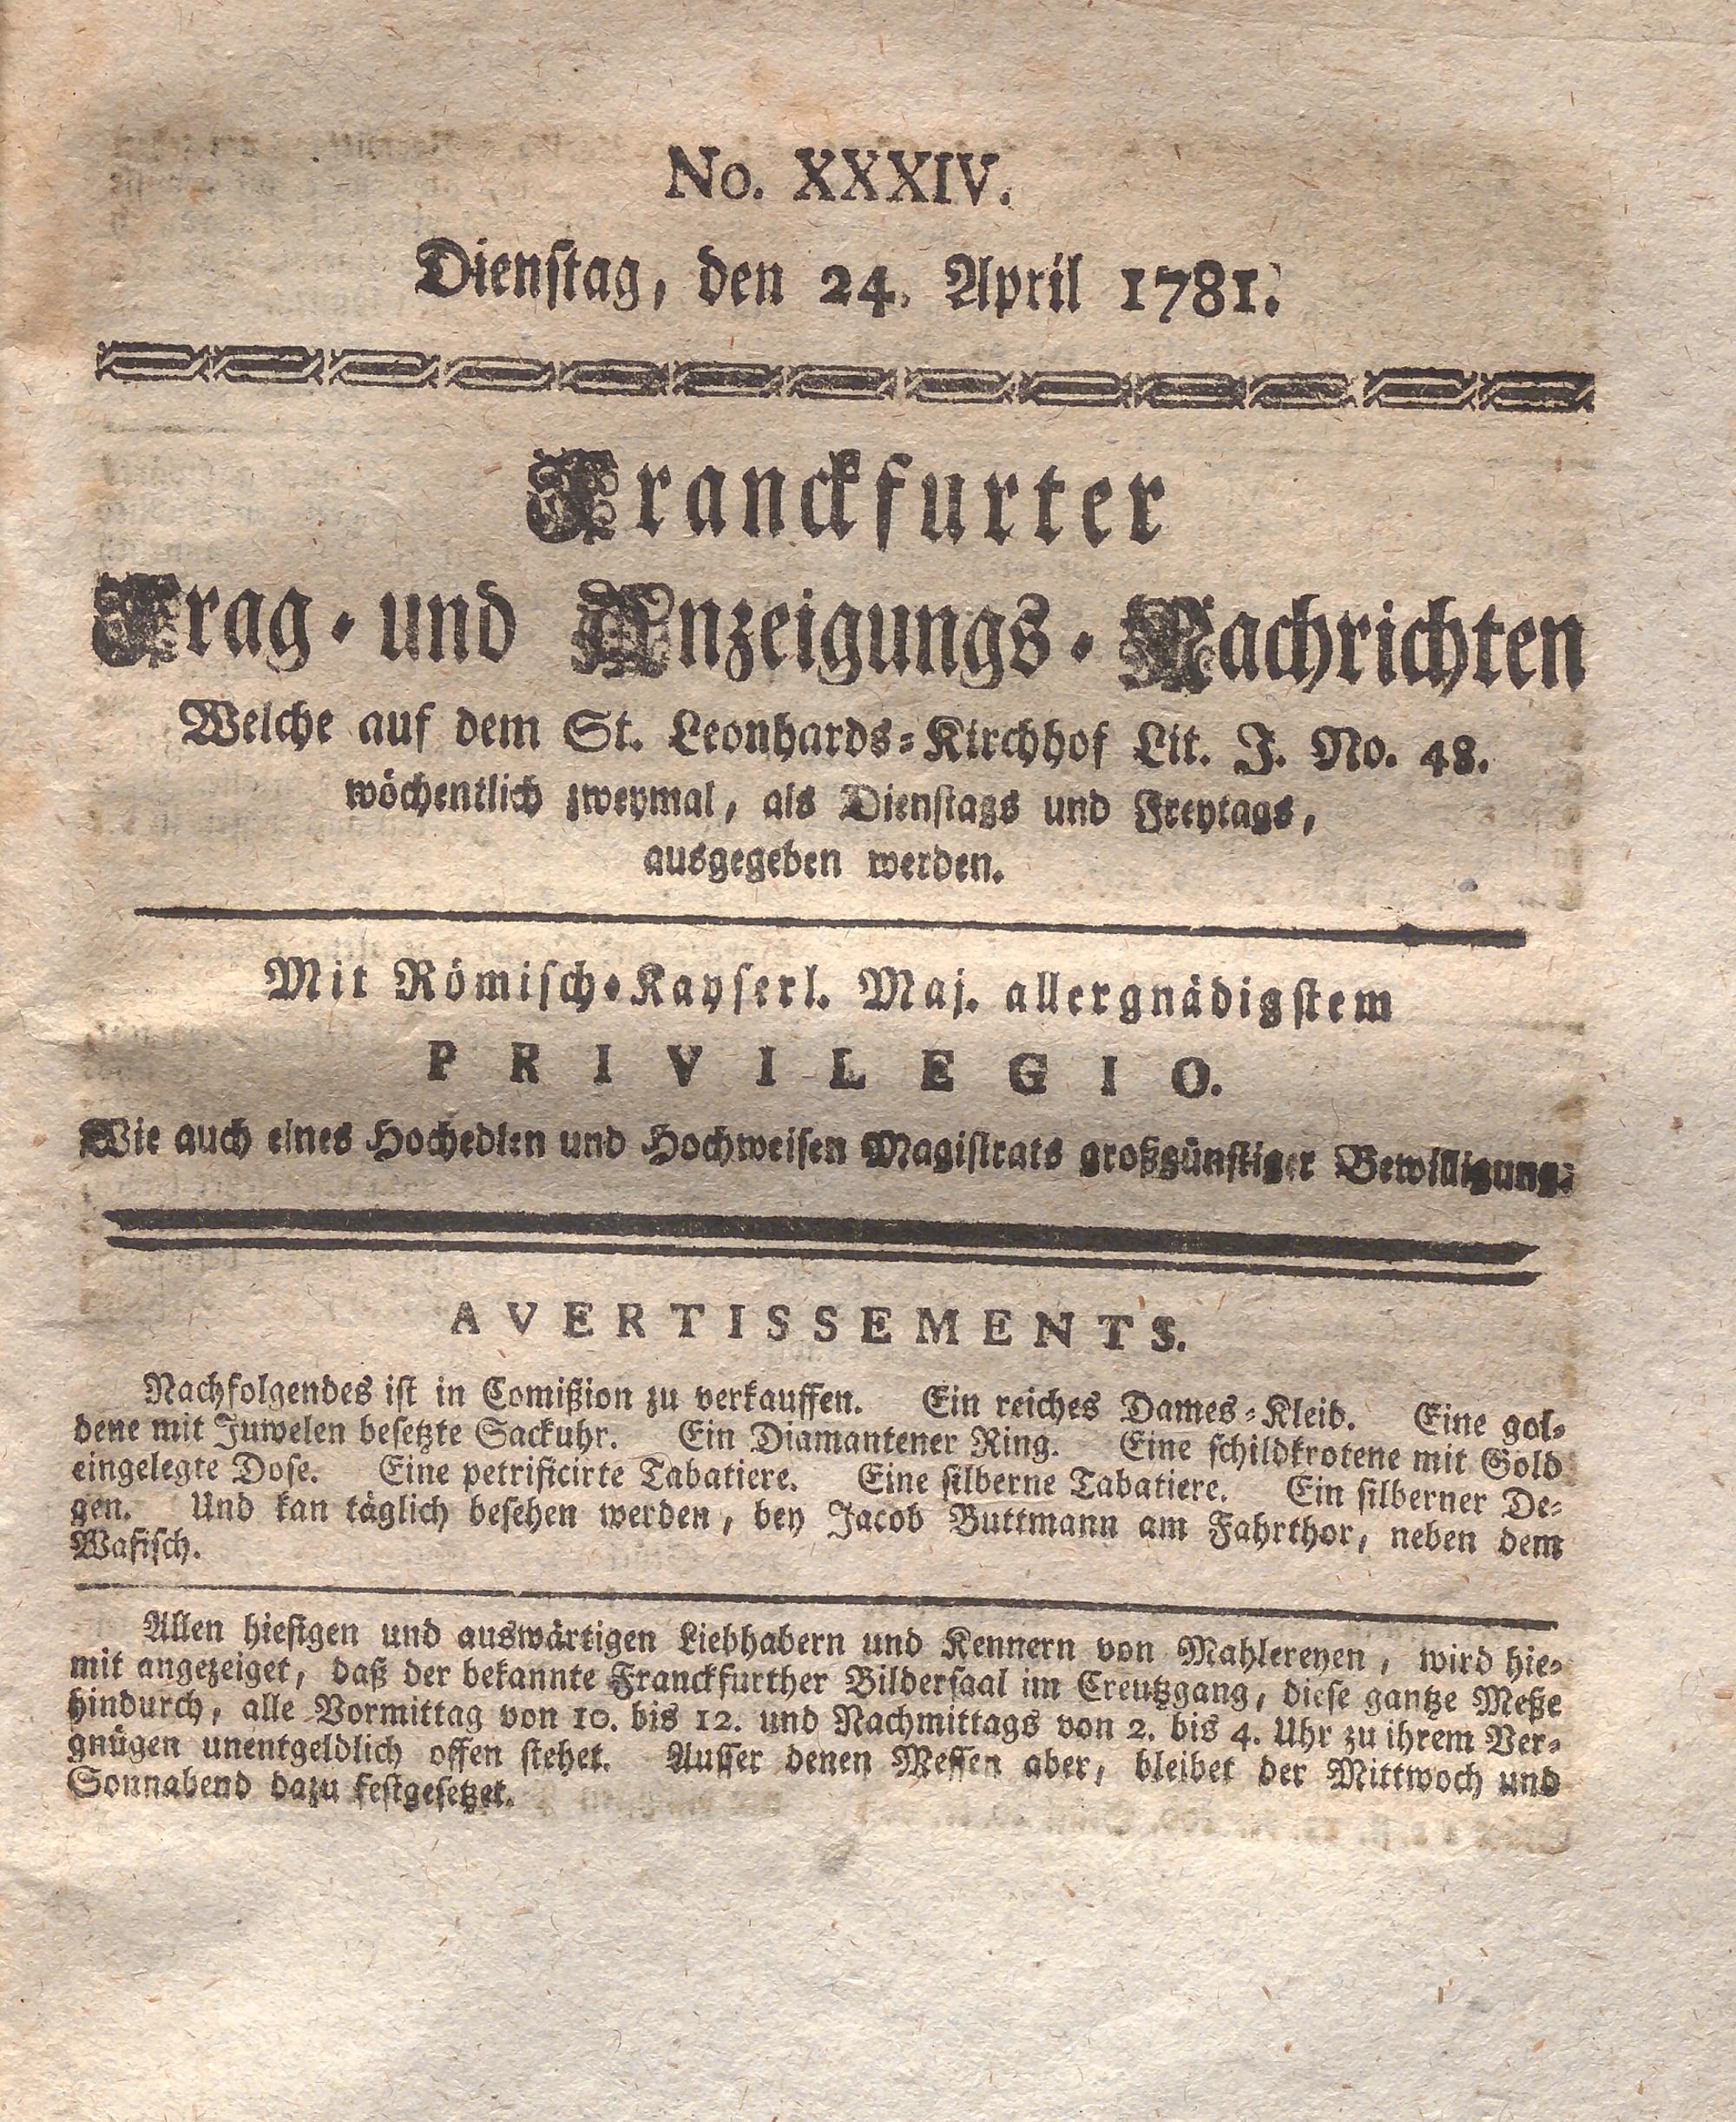 No. XXXIV.
Dienstag, den 24. April 1781.
Franckfurter
Frag- und Anzeigungs-Nachrichten
Welche auf dem St. Leonhards-Kirchhof Lit. J. No. 48.
wöchentlich zweymal, als Dienstags und Freytags,
ausgegeben werden.
Mit Römisch-Kayserl. Maj. allergnädigstem
PRIVILEGIO.
Wie auch eines Hochedlen und Hochweisen Magistrats großgünstiger Bewilligung.
AVERTISSEMENTS.
Nachfolgendes ist in Comißion zu verkauffen. Ein reiches Dames-Kleid. Eine gol-
dene mit Juwelen besetzte Sackuhr. Ein Diamantener Ring. Eine schildkrotene mit Gold
eingelegte Dose. Eine petrificirte Tabatiere. Eine silberne Tabatiere. Ein silberner De-
gen. Und kan täglich besehen werden, bey Jacob Buttmann am Fahrthor, neben dem
Wafisch.
Allen hiesigen und auswärtigen Liebhabern und Kennern von Mahlereyen, wird hie-
mit angezeiget, daß der bekannte Franckfurther Bildersaal im Creutzgang, diese gantze Meße
hindurch, alle Vormittag von 10. bis 12. und Nachmittags von 2. bis 4. Uhr zu ihrem Ver-
gnügen unentgeldlich offen stehet. Ausser denen Messen aber, bleibet der Mittwoch und
Sonnabend dazu festgesetzet.